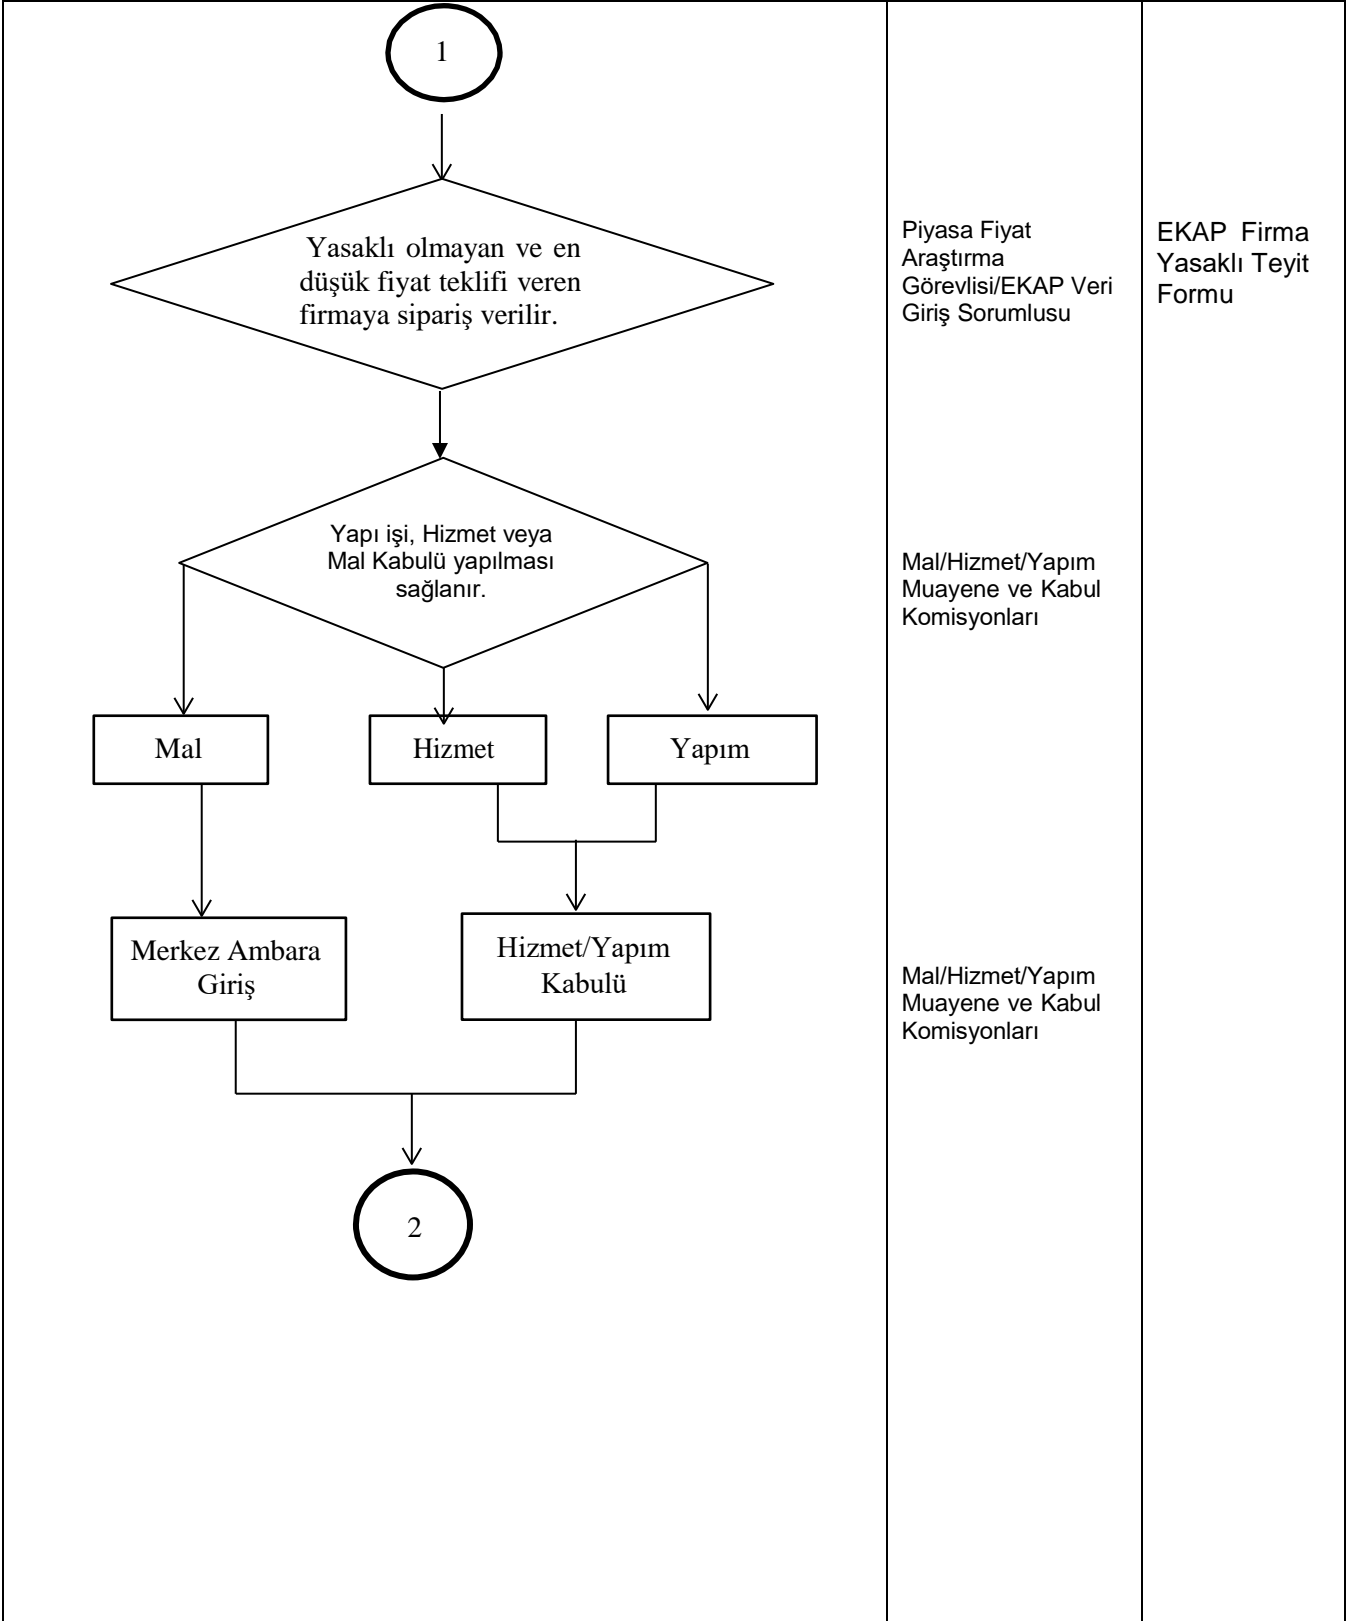 1
Yasaklı olmayan ve en
düşük fiyat teklifi veren
firmaya sipariş verilir.
Piyasa Fiyat
Araştırma
Görevlisi/EKAP Veri
Giriş Sorumlusu
EKAP Firma
Yasaklı Teyit
Formu
Yapı işi, Hizmet veya
Mal Kabulü yapılması
sağlanır.
Mal/Hizmet/Yapım
Muayene ve Kabul
Komisyonları
Mal
Hizmet
Yapım
Merkez Ambara
Giriş
Hizmet/Yapım
Kabulü
Mal/Hizmet/Yapım
Muayene ve Kabul
Komisyonları
2